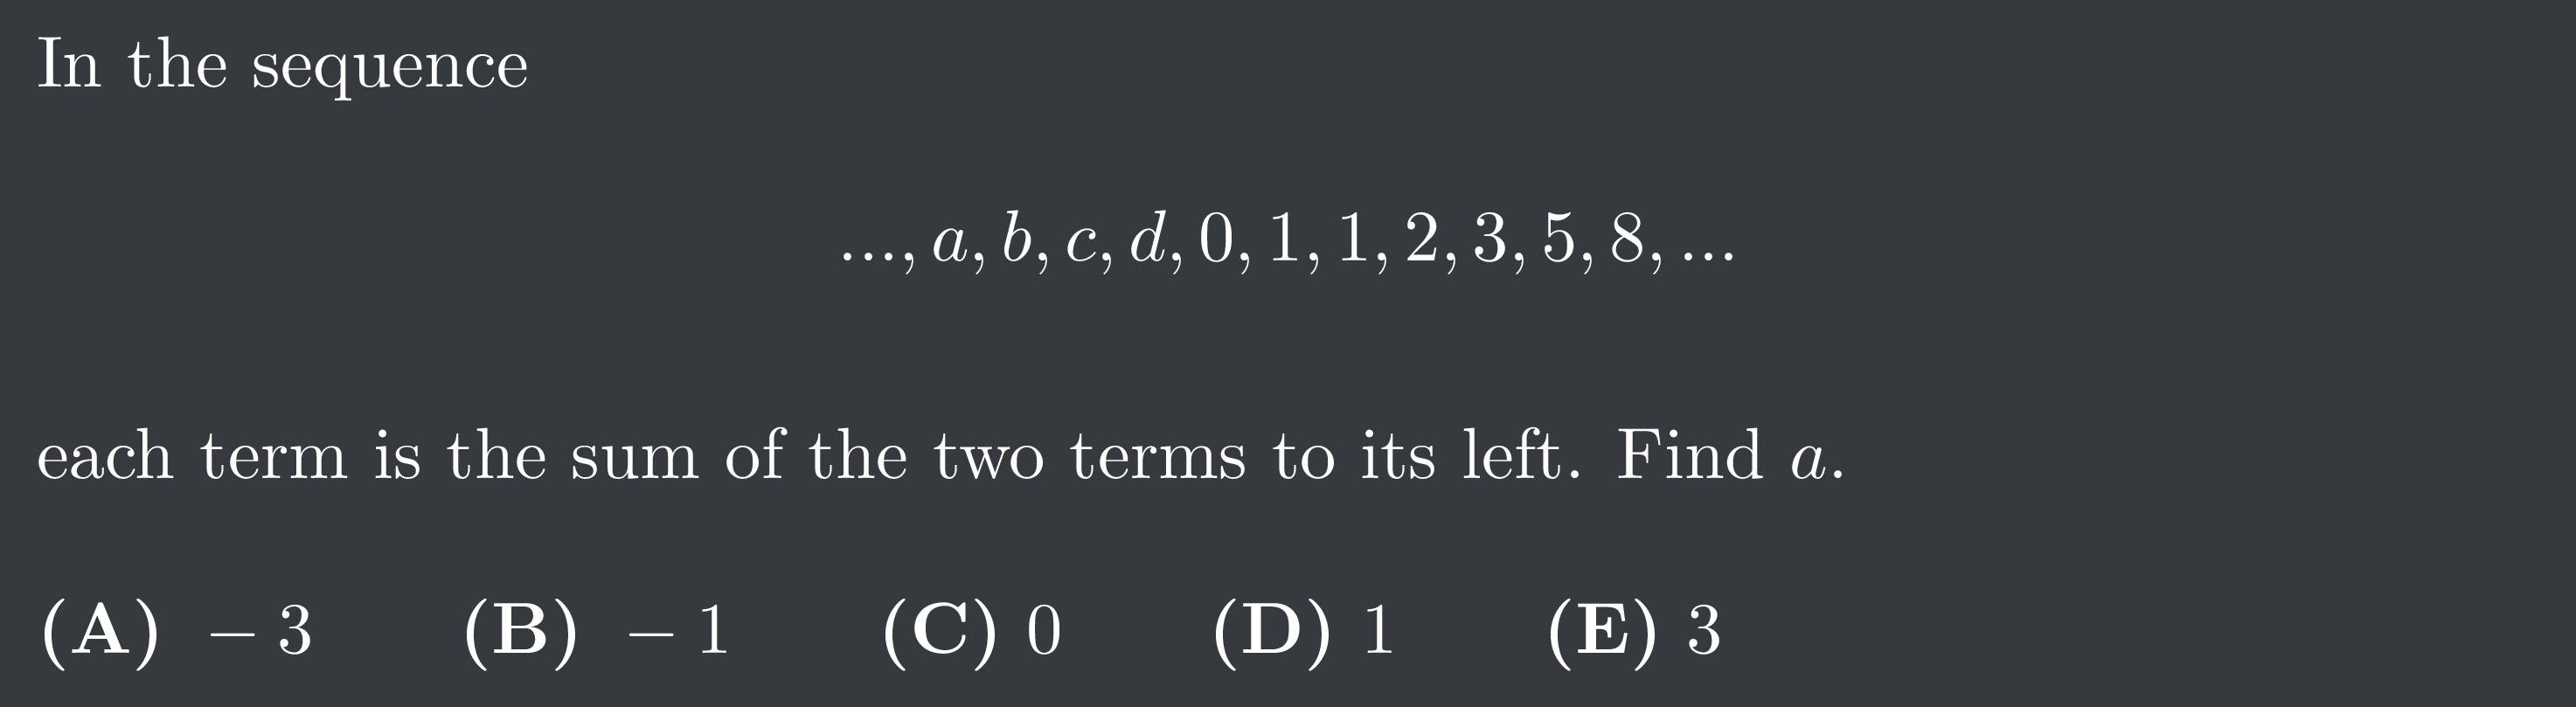 In the sequence
..., a, b, c, d, 0, 1, 1, 2, 3, 5, 8, ...
each term is the sum of the two terms to its left. Find a.
(A) − 3 (B) − 1 (C) 0 (D) 1 (E) 3